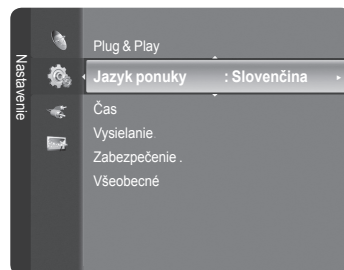 Nastavenie
Plug & Play
Jazyk ponuky : Slovenčina
Čas
Vysielanie
Zabezpečenie .
Všeobecné